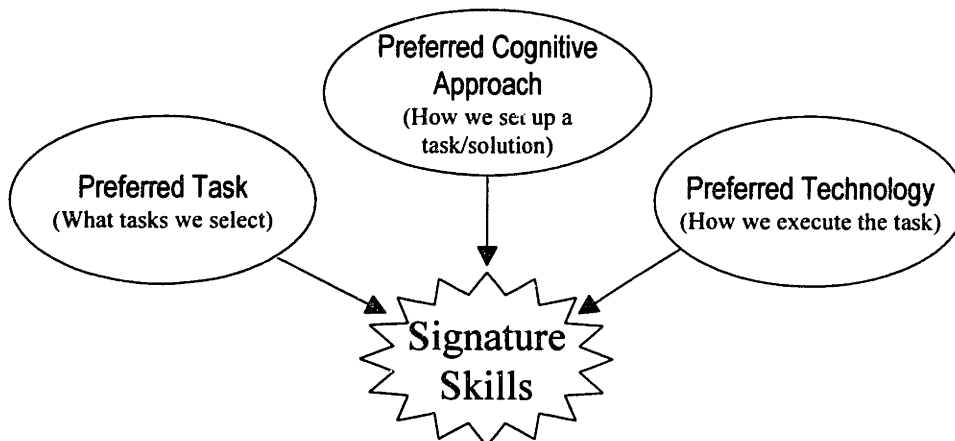 Preferred Cognitive
Approach
(How we set up a
task/solution)
Preferred Task
(What tasks we select)
Preferred Technology
(How we execute the task)
Signature
Skills